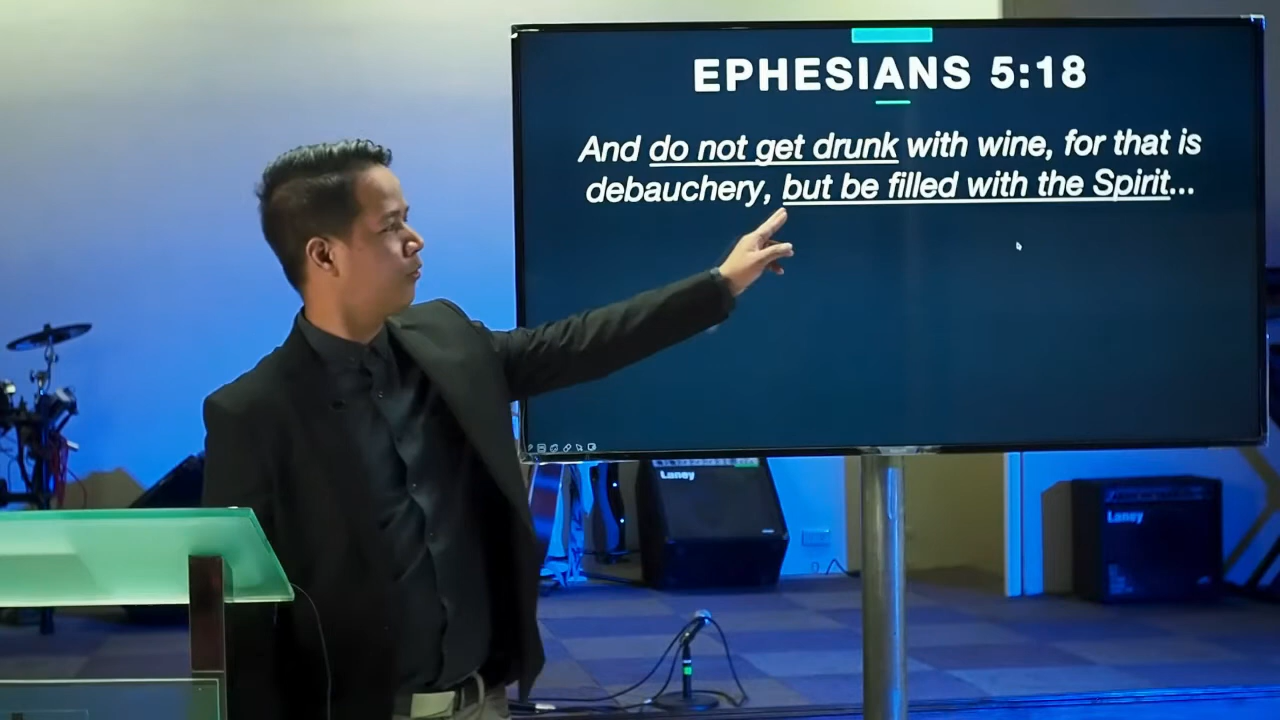 EPHESIANS 5:18
And do not get drunk with wine, for that is
debauchery, but be filled with the Spirit...
Laney
Laney